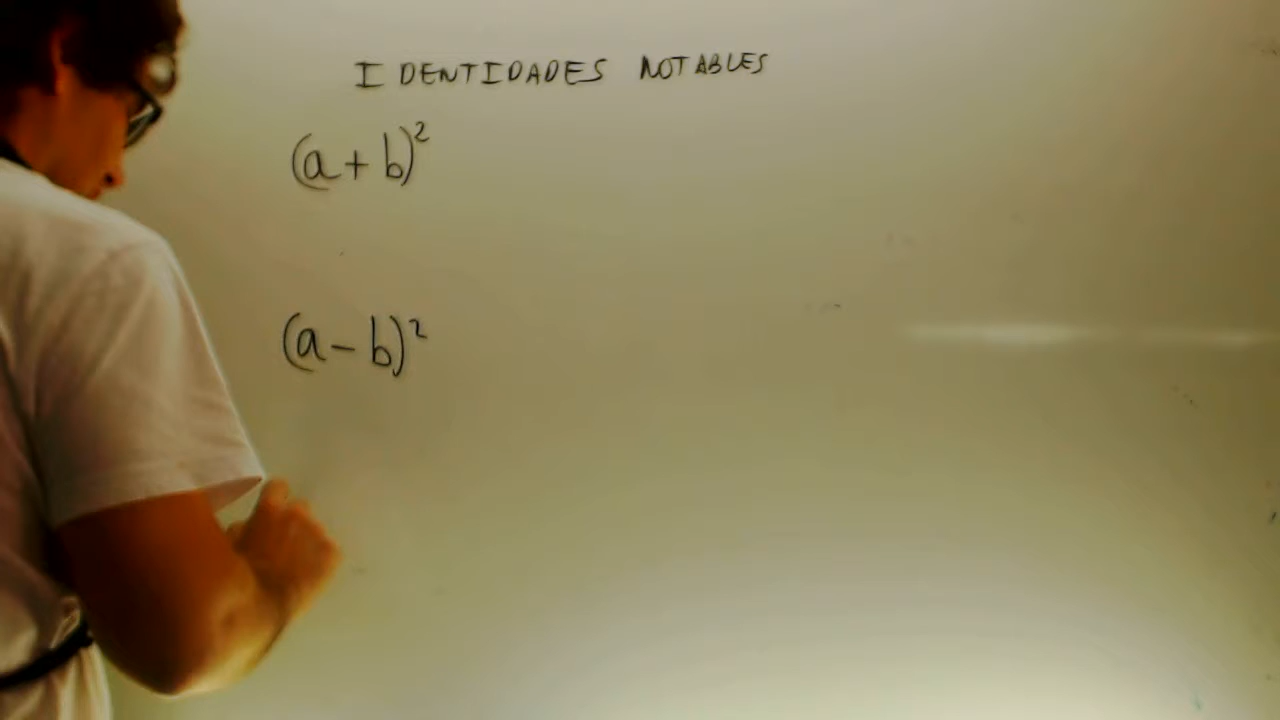 IDENTIDADES NOTABLES
(a + b)²
(a - b)²